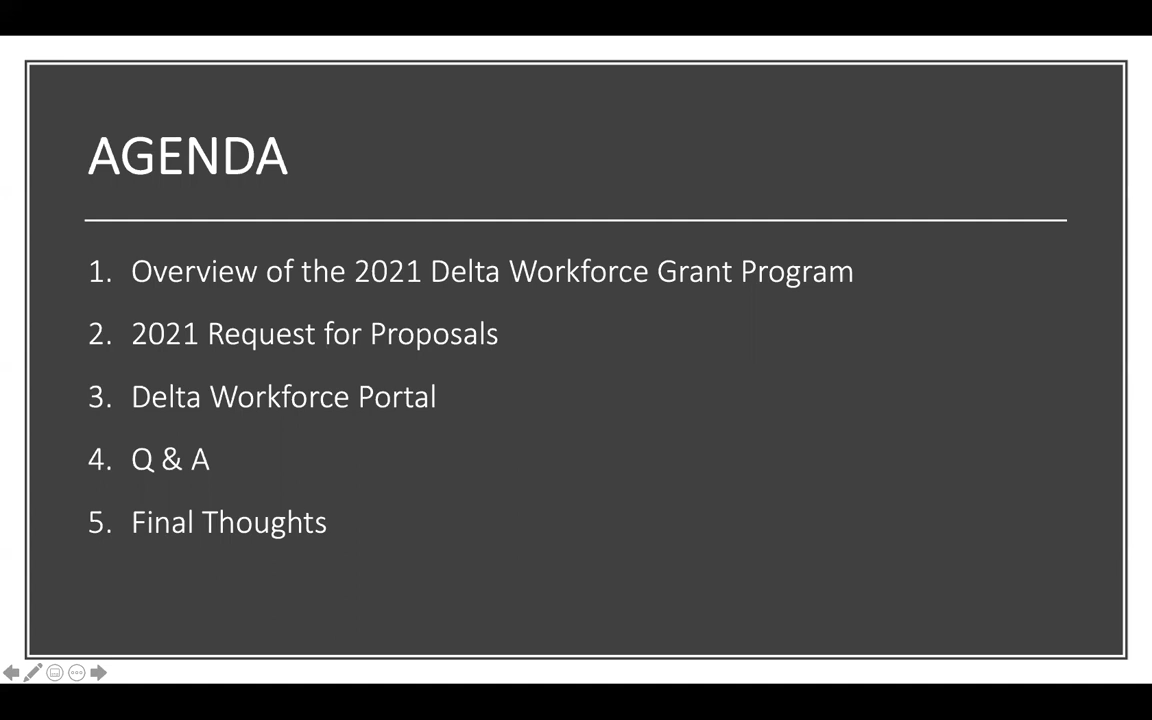 AGENDA
1. Overview of the 2021 Delta Workforce Grant Program
2. 2021 Request for Proposals
3. Delta Workforce Portal
4. Q & A
5. Final Thoughts